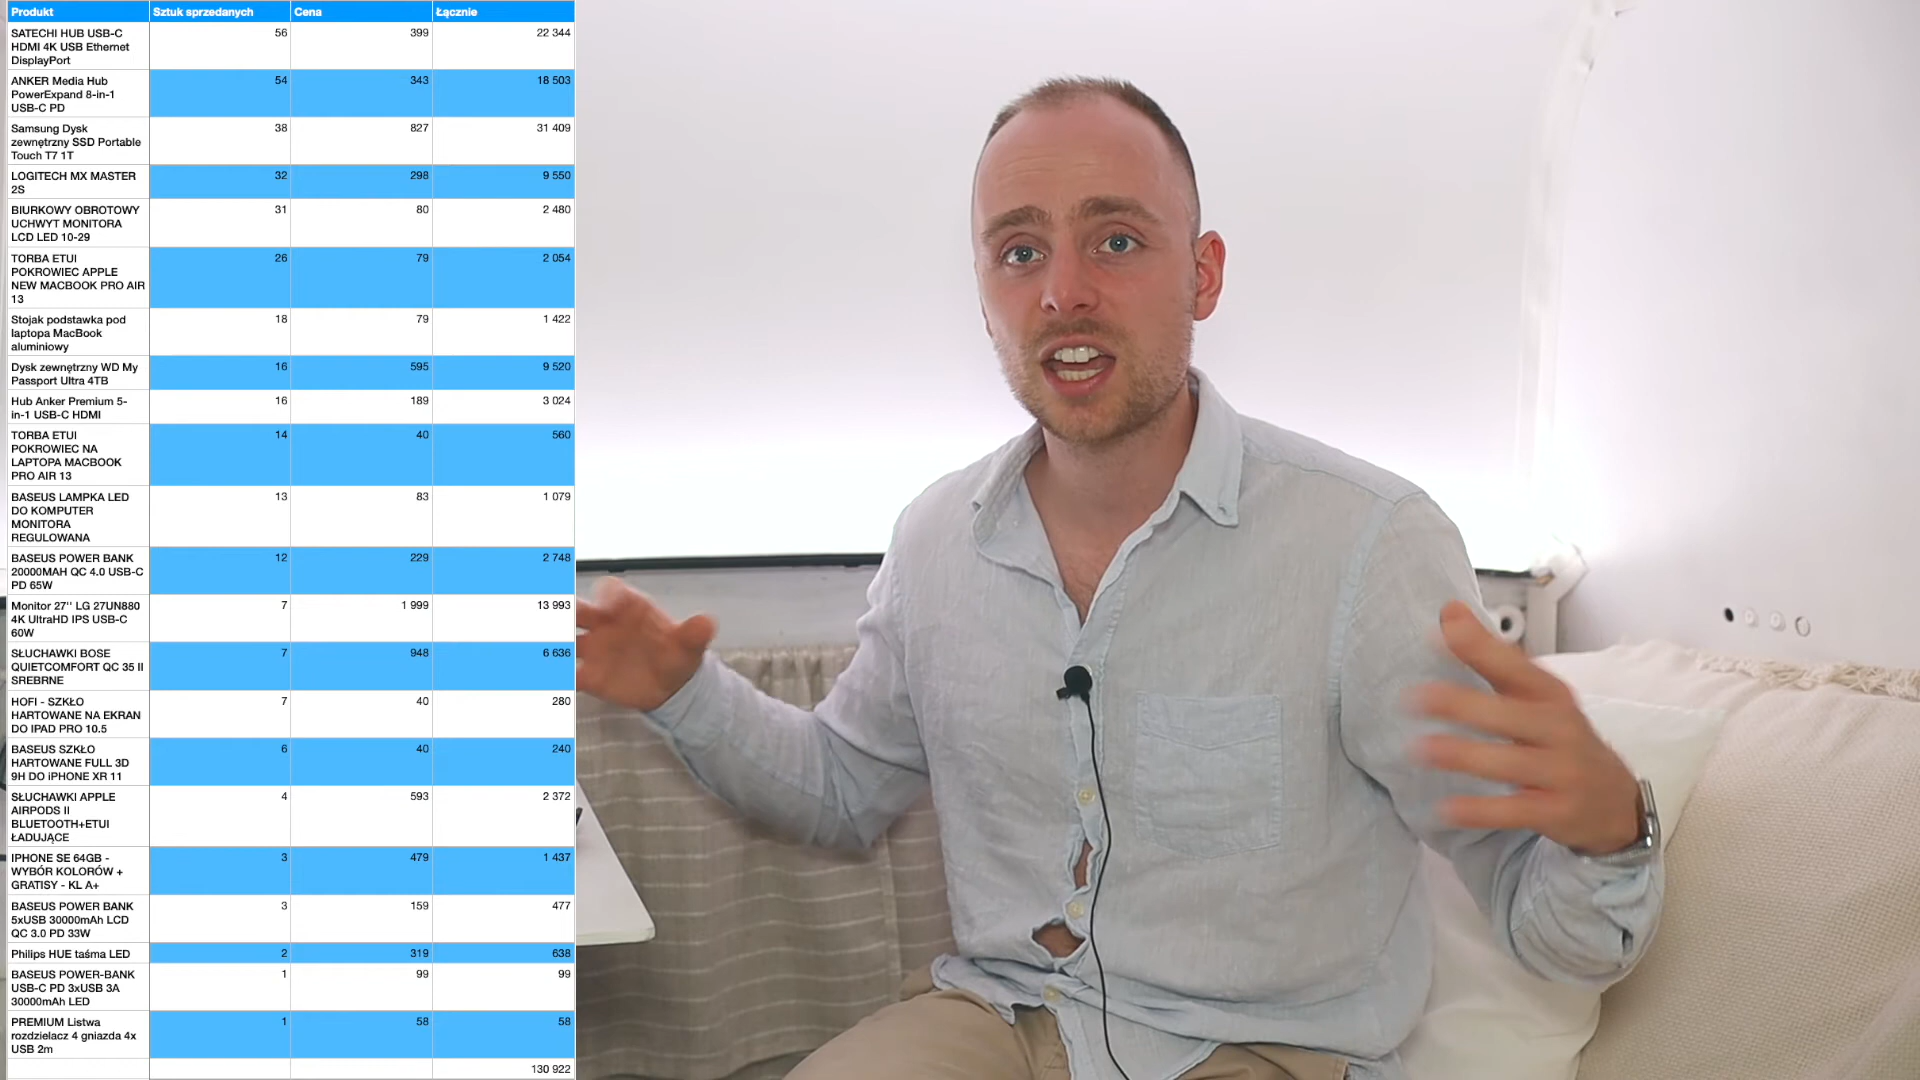 Produkt Sztuk sprzedanych Cena Łącznie
SATECHI HUB USB-C 56 399 22 344
HDMI 4K USB Ethernet
DisplayPort
ANKER Media Hub 54 343 18 503
PowerExpand 8-in-1
USB-C PD
Samsung Dysk 38 827 31 409
zewnętrzny SSD Portable
Touch T7 1T
LOGITECH MX MASTER 32 298 9 550
2S
BIURKOWY OBROTOWY 31 80 2 480
UCHWYT MONITORA
LCD LED 10-29
TORBA ETUI 26 79 2 054
POKROWIEC APPLE
NEW MACBOOK PRO AIR
13
Stojak podstawka pod 18 79 1 422
laptopa MacBook
aluminiowy
Dysk zewnętrzny WD My 16 595 9 520
Passport Ultra 4TB
Hub Anker Premium 5- 16 189 3 024
in-1 USB-C HDMI
TORBA ETUI 14 40 560
POKROWIEC NA
LAPTOPA MACBOOK
PRO AIR 13
BASEUS LAMPKA LED 13 83 1 079
DO KOMPUTER
MONITORA
REGULOWANA
BASEUS POWER BANK 12 229 2 748
20000MAH QC 4.0 USB-C
PD 65W
Monitor 27'' LG 27UN880 7 1 999 13 993
4K UltraHD IPS USB-C
60W
SŁUCHAWKI BOSE 7 948 6 636
QUIETCOMFORT QC 35 II
SREBRNE
HOFI - SZKŁO 7 40 280
HARTOWANE NA EKRAN
DO IPAD PRO 10.5
BASEUS SZKŁO 6 40 240
HARTOWANE FULL 3D
9H DO iPHONE XR 11
SŁUCHAWKI APPLE 4 593 2 372
AIRPODS II
BLUETOOTH+ETUI
ŁADUJĄCE
IPHONE SE 64GB - 3 479 1 437
WYBÓR KOLORÓW +
GRATISY - KL A+
BASEUS POWER BANK 3 159 477
5xUSB 30000mAh LCD
QC 3.0 PD 33W
Philips HUE taśma LED 2 319 638
BASEUS POWER-BANK 1 99 99
USB-C PD 3xUSB 3A
30000mAh LED
PREMIUM Listwa 1 58 58
rozdzielacz 4 gniazda 4x
USB 2m
130 922